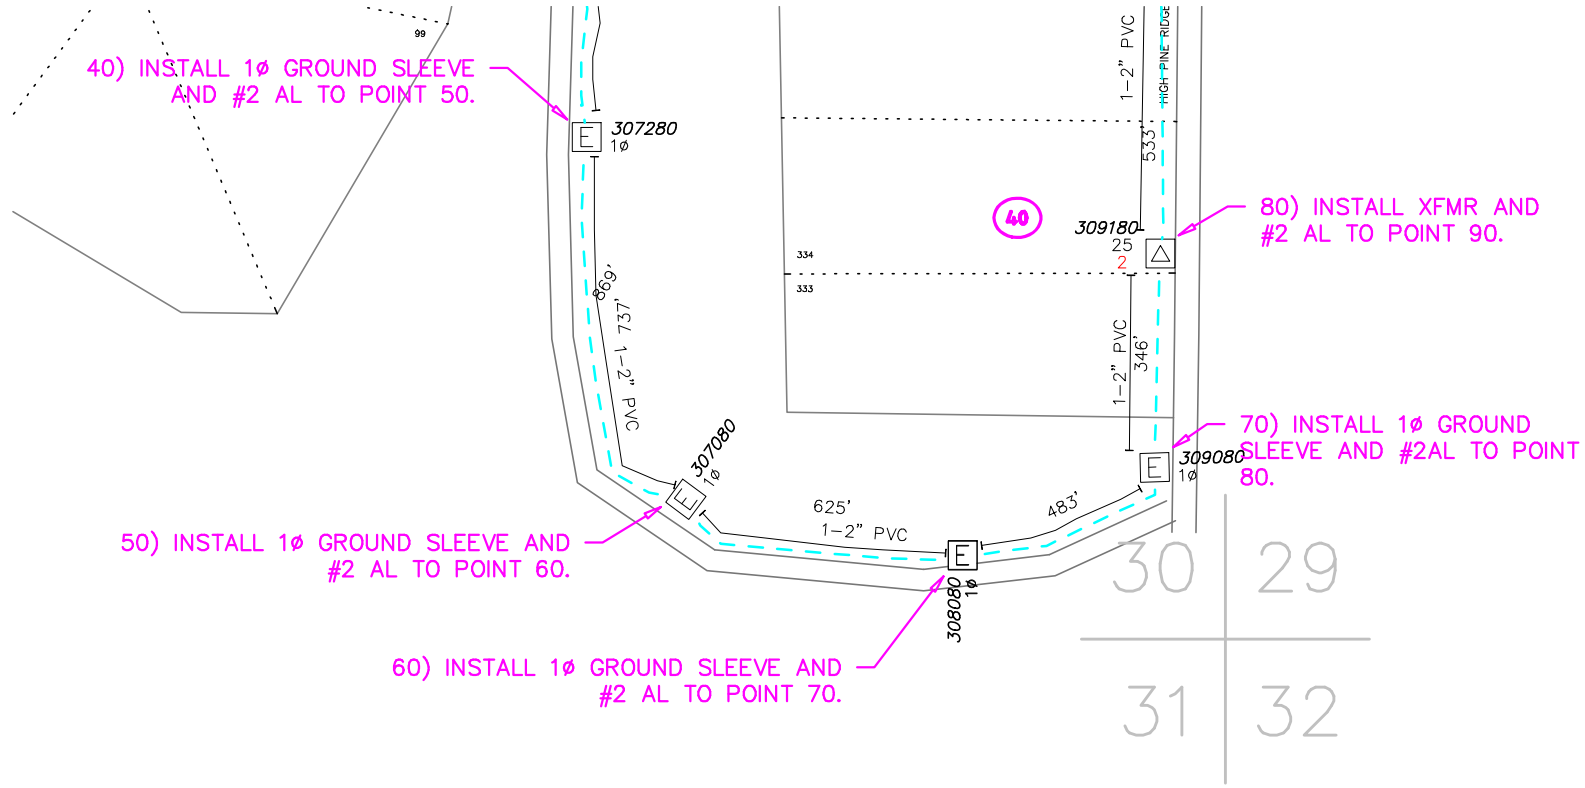 99
40) INSTALL 1ø GROUND SLEEVE
AND #2 AL TO POINT 50.
E
307280
1ø
1-2" PVC
HIGH PINE RIDGE
533'
40
80) INSTALL XFMR AND
#2 AL TO POINT 90.
309180
25
2
334
333
869'
737' 1-2" PVC
1-2" PVC
346'
70) INSTALL 1ø GROUND
SLEEVE AND #2AL TO POINT
80.
E
309080
1ø
307080
1ø
E
625'
1-2" PVC
483'
50) INSTALL 1ø GROUND SLEEVE AND
#2 AL TO POINT 60.
E
308080
1ø
30 29
31 32
60) INSTALL 1ø GROUND SLEEVE AND
#2 AL TO POINT 70.